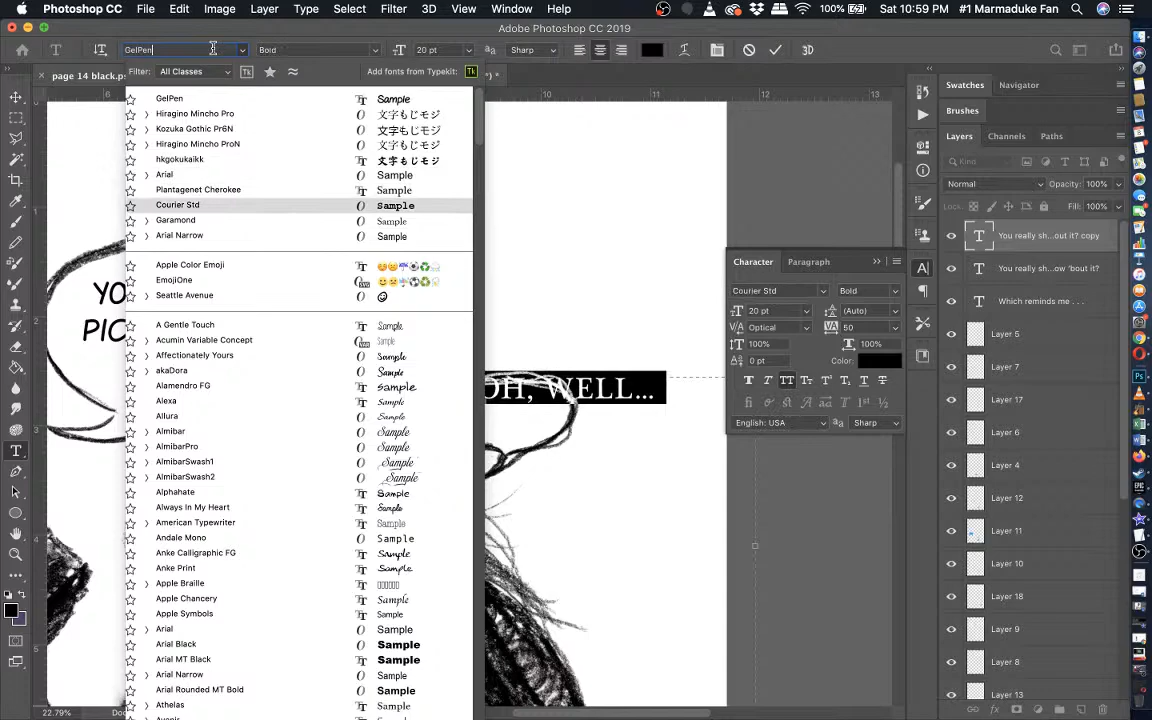 Photoshop CC File Edit Image Layer Type Select Filter 3D View Window Help 100% Sat 10:59 PM #1 Marmaduke Fan
Adobe Photoshop CC 2019
GelPen Bold 20 pt Sharp 3D
page 14 black.ps
Filter: All Classes Tk Add fonts from Typekit: Tk
GelPen Sample
Hiragino Mincho Pro 文字もじモジ
Kozuka Gothic Pr6N 文字もじモジ
Hiragino Mincho ProN 文字もじモジ
hkgokukaikk 文字もじモジ
Arial Sample
Plantagenet Cherokee Sample
Courier Std Sample
Garamond Sample
Arial Narrow Sample
Apple Color Emoji
EmojiOne
Seattle Avenue
A Gentle Touch Sample
Acumin Variable Concept Sample
Affectionately Yours Sample
akaDora Sample
Alamendro FG Sample
Alexa Sample
Allura Sample
Almibar Sample
AlmibarPro Sample
AlmibarSwash1 Sample
AlmibarSwash2 Sample
Alphahate Sample
Always In My Heart Sample
American Typewriter Sample
Andale Mono Sample
Anke Calligraphic FG Sample
Anke Print Sample
Apple Braille
Apple Chancery Sample
Apple Symbols Sample
Arial Sample
Arial Black Sample
Arial MT Black Sample
Arial Narrow Sample
Arial Rounded MT Bold Sample
Athelas Sample
6 10 11 12 13
1
2
3
4
5
YO
PIC
OH, WELL...
Character Paragraph
Courier Std Bold
20 pt (Auto)
Optical 50
100% 100%
0 pt Color:
English: USA Sharp
Swatches Navigator
Brushes
Layers Channels Paths
Kind
Normal Opacity: 100%
Lock: Fill: 100%
You really sh...out it? copy
You really sh...ow 'bout it?
Which reminds me . . .
Layer 5
Layer 7
Layer 17
Layer 6
Layer 4
Layer 12
Layer 11
Layer 10
Layer 18
Layer 9
Layer 8
Layer 13
22.79%